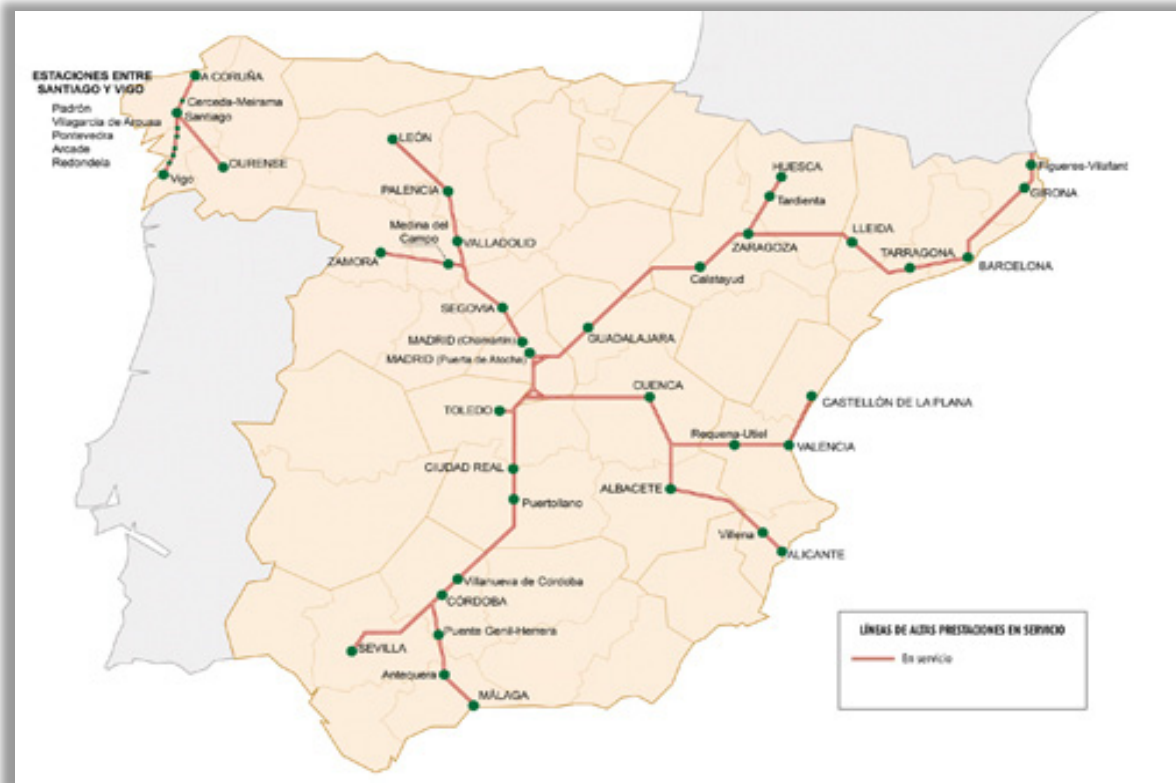 ESTACIONES ENTRE
SANTIAGO Y VIGO
Padrón
Vilagarcía de Arousa
Pontevedra
Arcade
Redondela
A CORUÑA
Cerceda-Meirama
Santiago
OURENSE
Vigo
LEÓN
PALENCIA
Medina del
Campo
VALLADOLID
ZAMORA
SEGOVIA
MADRID (Chamartín)
MADRID (Puerta de Atocha)
GUADALAJARA
Calatayud
ZARAGOZA
Tardienta
HUESCA
LLEIDA
TARRAGONA
BARCELONA
GIRONA
Figueres-Vilafant
TOLEDO
CUENCA
CASTELLÓN DE LA PLANA
Requena-Utiel
VALENCIA
CIUDAD REAL
ALBACETE
Puertollano
Villena
ALICANTE
Villanueva de Córdoba
CÓRDOBA
Puente Genil-Herrera
SEVILLA
Antequera
MÁLAGA
LÍNEAS DE ALTAS PRESTACIONES EN SERVICIO
En servicio